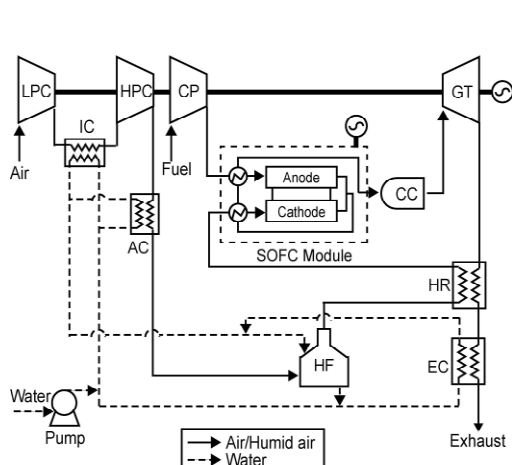 LPC
HPC
CP
GT
IC
Air
Fuel
Anode
Cathode
CC
AC
SOFC Module
HR
HF
EC
Water
Pump
Exhaust
Air/Humid air
Water